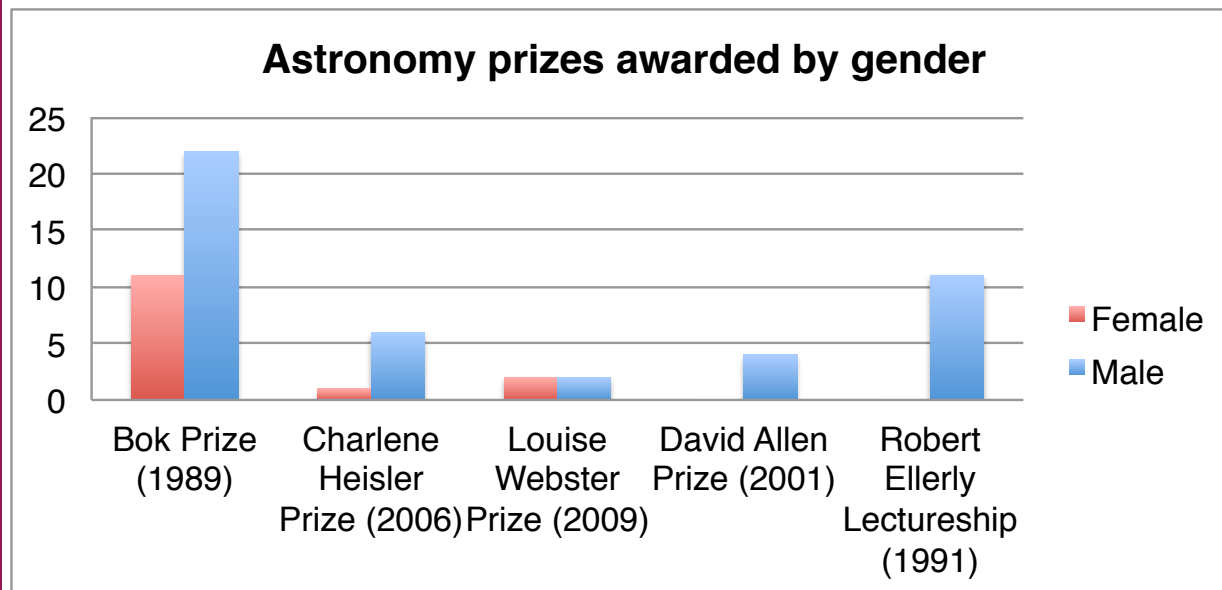 Astronomy prizes awarded by gender
25
20
15
10
5
0
Bok Prize
(1989)
Charlene
Heisler
Prize (2006)
Louise
Webster
Prize (2009)
David Allen
Prize (2001)
Robert
Ellerly
Lectureship
(1991)
Female
Male